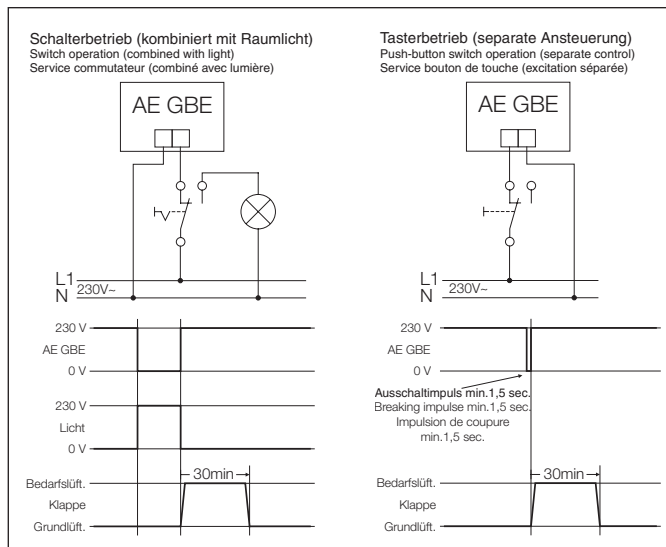 Schalterbetrieb (kombiniert mit Raumlicht)
Switch operation (combined with light)
Service commutateur (combiné avec lumière)
AE GBE
L1
N
230V~
230 V
AE GBE
0 V
230 V
Licht
0 V
Bedarfslüft.
Klappe
Grundlüft.
30min
Tasterbetrieb (separate Ansteuerung)
Push-button switch operation (separate control)
Service bouton de touche (excitation séparée)
AE GBE
L1
N
230V~
230 V
AE GBE
0 V
Ausschaltimpuls min.1,5 sec.
Breaking impulse min.1,5 sec.
Impulsion de coupure
min.1,5 sec.
Bedarfslüft.
Klappe
Grundlüft.
30min